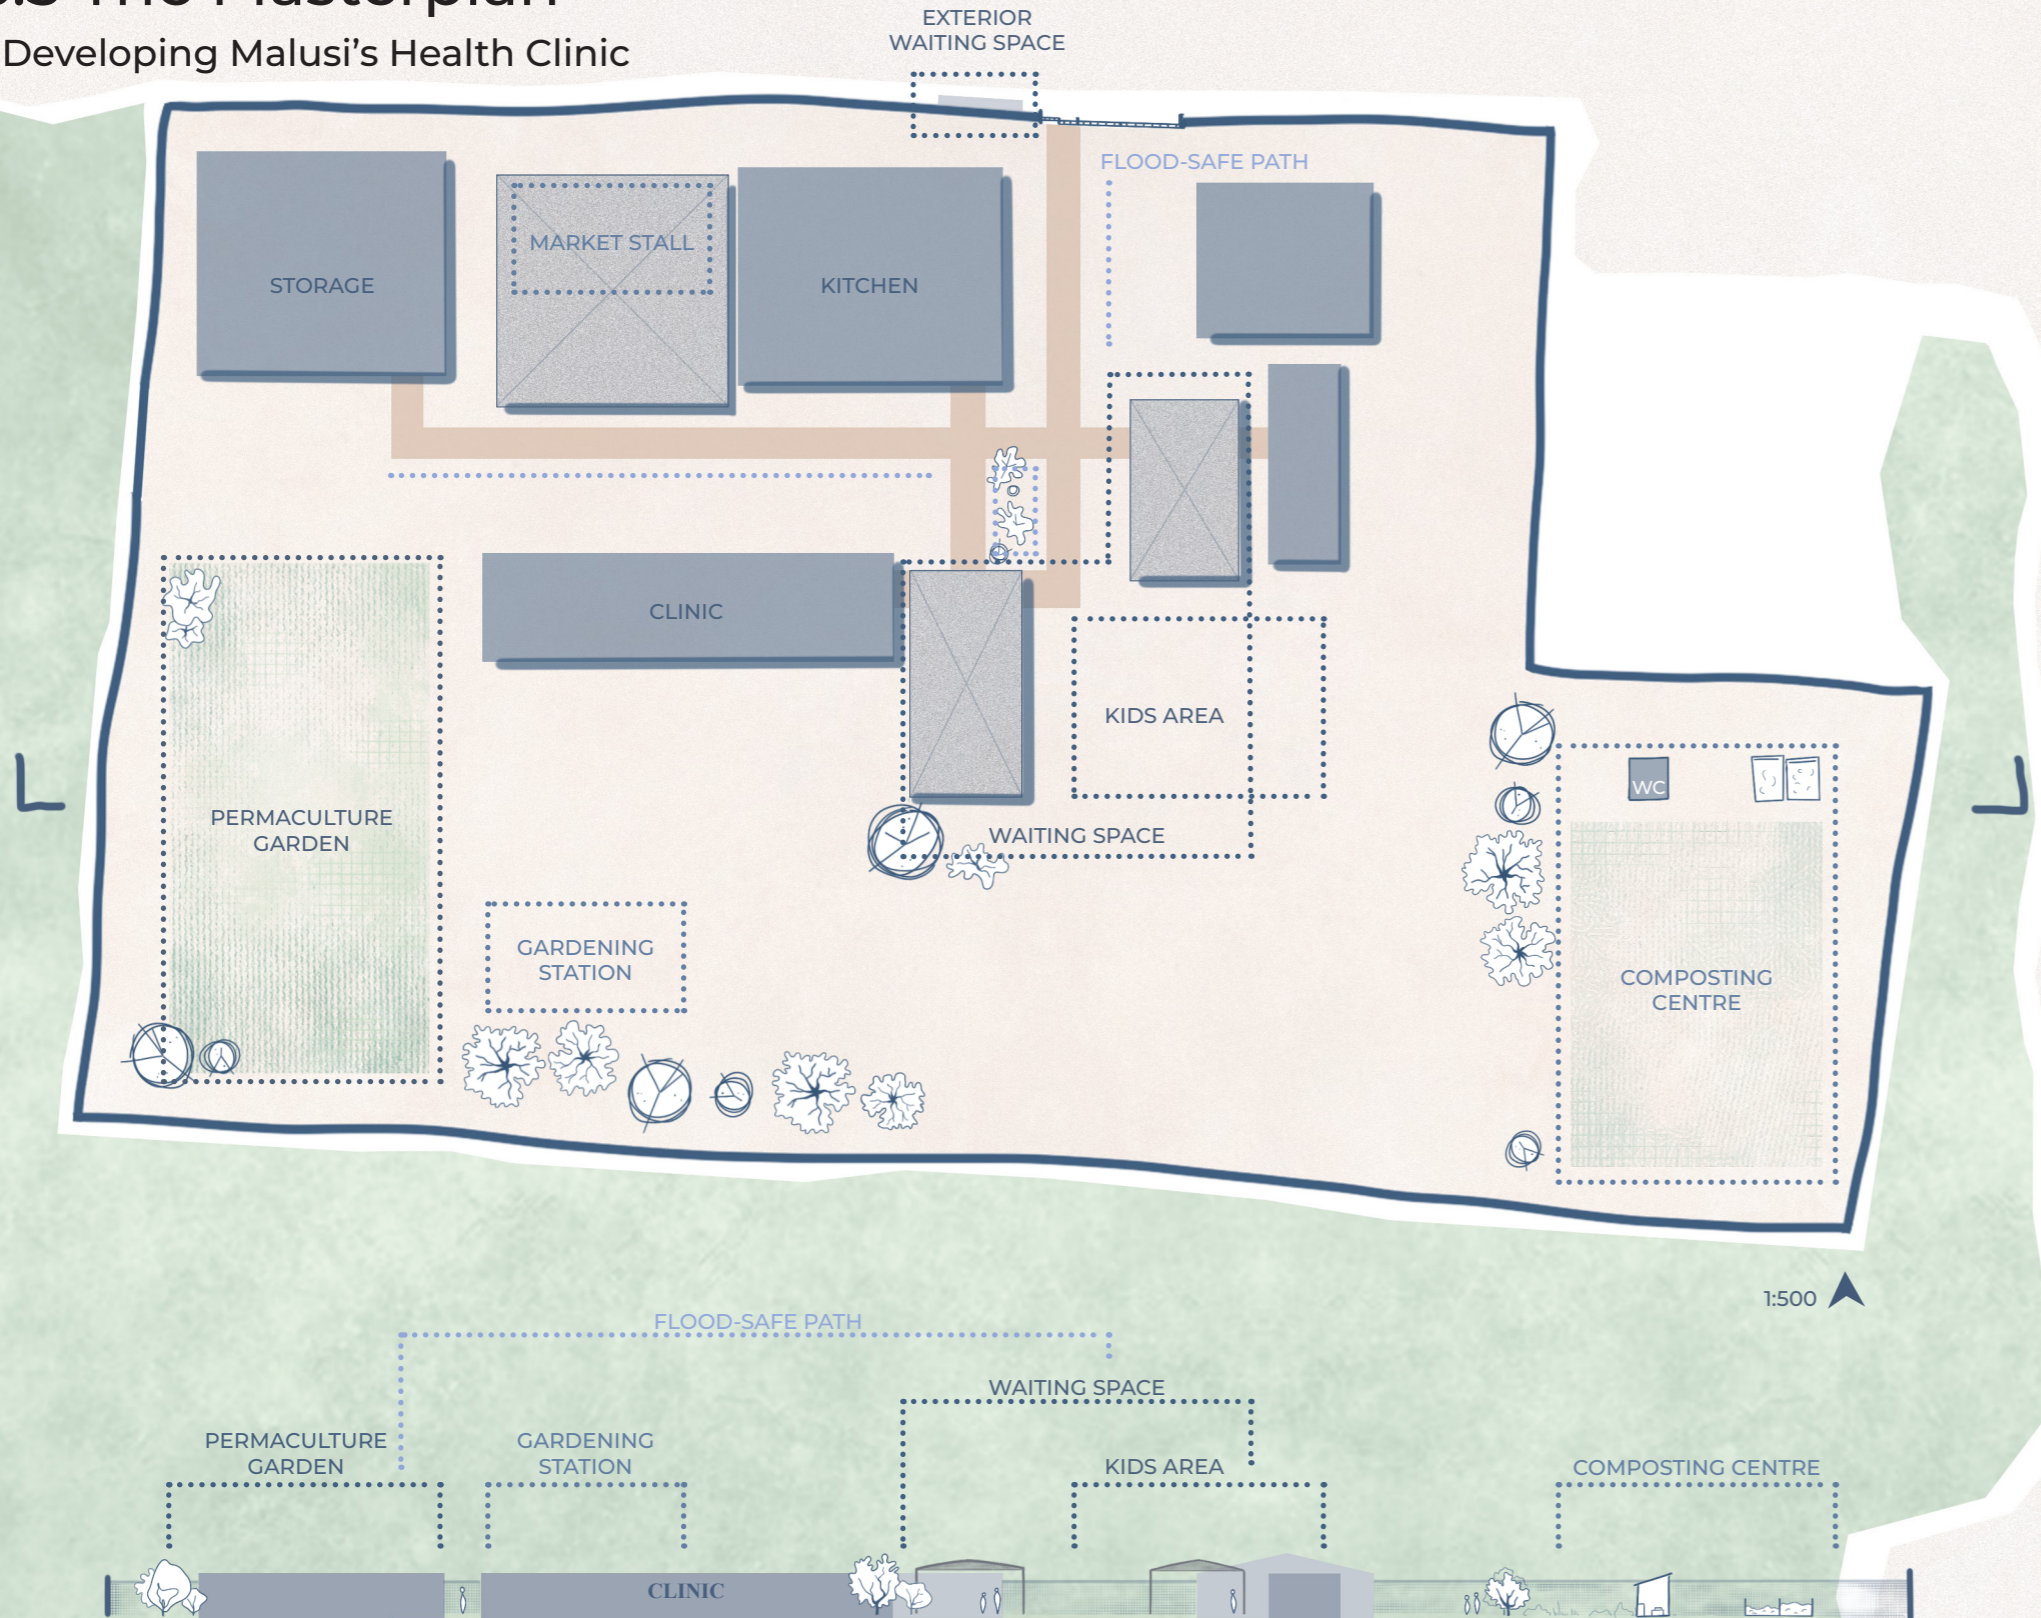 The Masterplan
Developing Malusi's Health Clinic
EXTERIOR
WAITING SPACE
FLOOD-SAFE PATH
MARKET STALL
STORAGE
KITCHEN
CLINIC
KIDS AREA
WC
PERMACULTURE
GARDEN
WAITING SPACE
GARDENING
STATION
COMPOSTING
CENTRE
1:500
FLOOD-SAFE PATH
WAITING SPACE
PERMACULTURE
GARDEN
GARDENING
STATION
KIDS AREA
COMPOSTING CENTRE
CLINIC